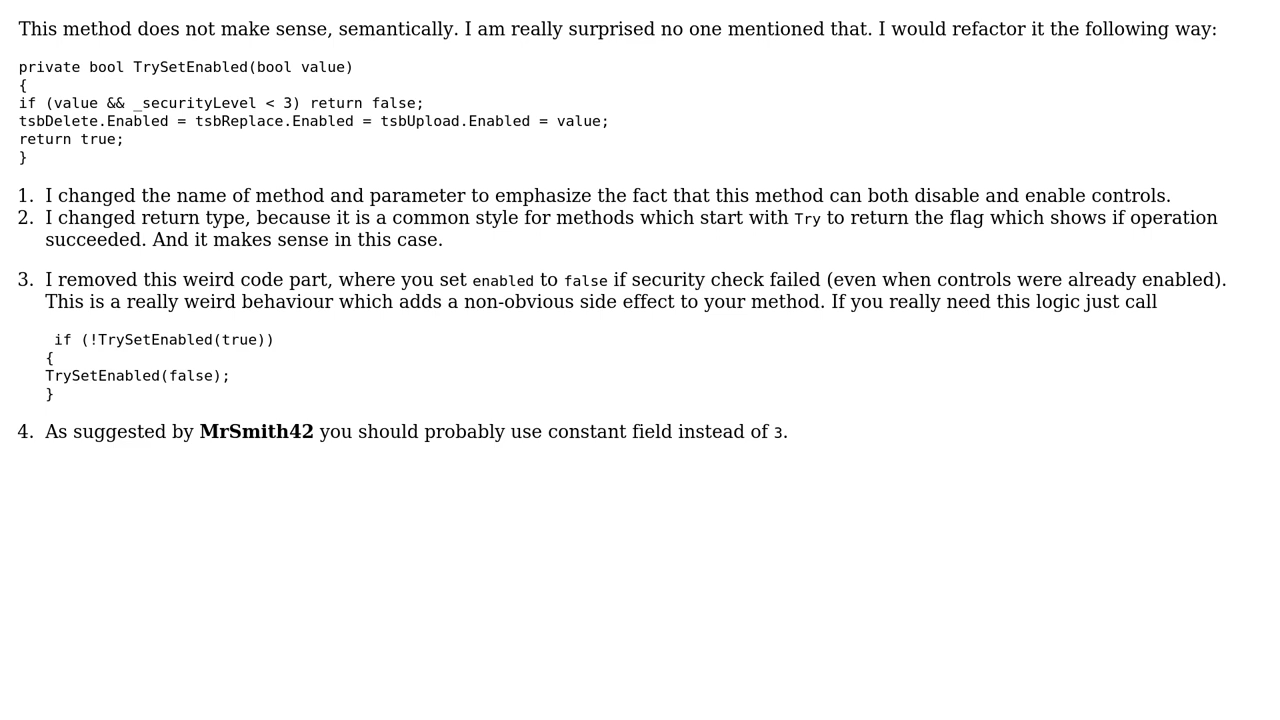 This method does not make sense, semantically. I am really surprised no one mentioned that. I would refactor it the following way:
private bool TrySetEnabled(bool value)
{
if (value && _securityLevel < 3) return false;
tsbDelete.Enabled = tsbReplace.Enabled = tsbUpload.Enabled = value;
return true;
}
1. I changed the name of method and parameter to emphasize the fact that this method can both disable and enable controls.
2. I changed return type, because it is a common style for methods which start with Try to return the flag which shows if operation
succeeded. And it makes sense in this case.
3. I removed this weird code part, where you set enabled to false if security check failed (even when controls were already enabled).
This is a really weird behaviour which adds a non-obvious side effect to your method. If you really need this logic just call
if (!TrySetEnabled(true))
{
TrySetEnabled(false);
}
4. As suggested by MrSmith42 you should probably use constant field instead of 3.